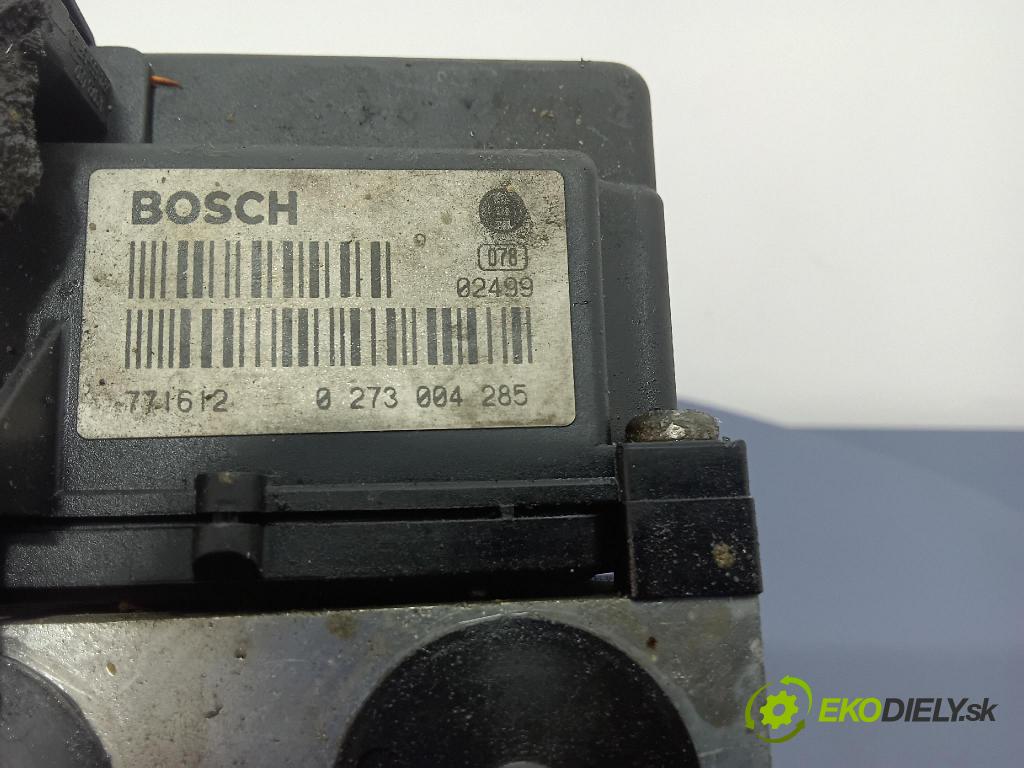 BOSCH
078
02499
771612 0 273 004 285
EKODIELY.sk